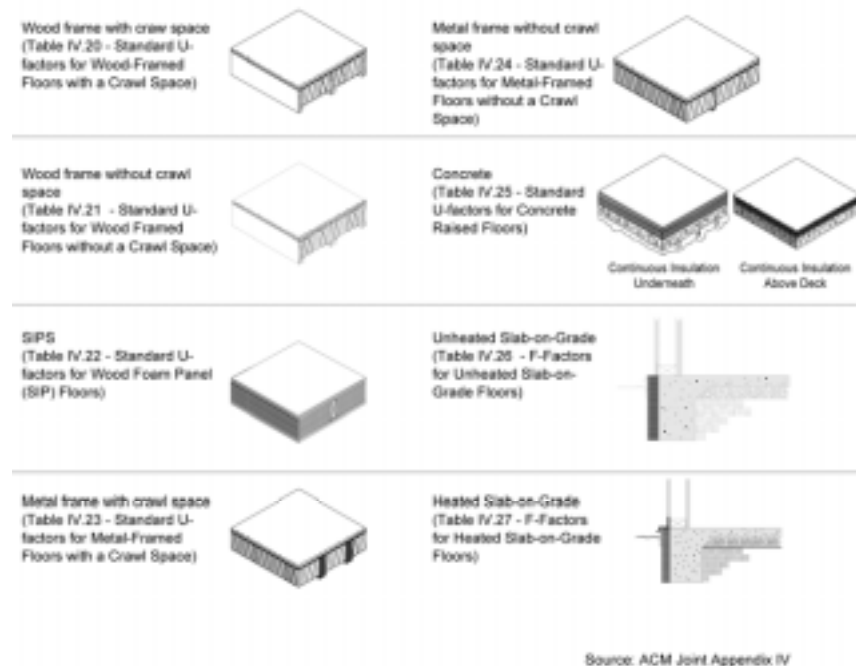 Wood frame with craw space
(Table IV.20 - Standard U-
factors for Wood-Framed
Floors with a Crawl Space)
Metal frame without crawl
space
(Table IV.24 - Standard U-
factors for Metal-Framed
Floors without a Crawl
Space)
Wood frame without crawl
space
(Table IV.21 - Standard U-
factors for Wood Framed
Floors without a Crawl Space)
Concrete
(Table IV.25 - Standard
U-factors for Concrete
Raised Floors)
Continuous Insulation
Underneath
Continuous Insulation
Above Deck
SIPS
(Table IV.22 - Standard U-
factors for Wood Foam Panel
(SIP) Floors)
Unheated Slab-on-Grade
(Table IV.26 - F-Factors
for Unheated Slab-on-
Grade Floors)
Metal frame with crawl space
(Table IV.23 - Standard U-
factors for Metal-Framed
Floors with a Crawl Space)
Heated Slab-on-Grade
(Table IV.27 - F-Factors
for Heated Slab-on-Grade
Floors)
Source: ACM Joint Appendix IV